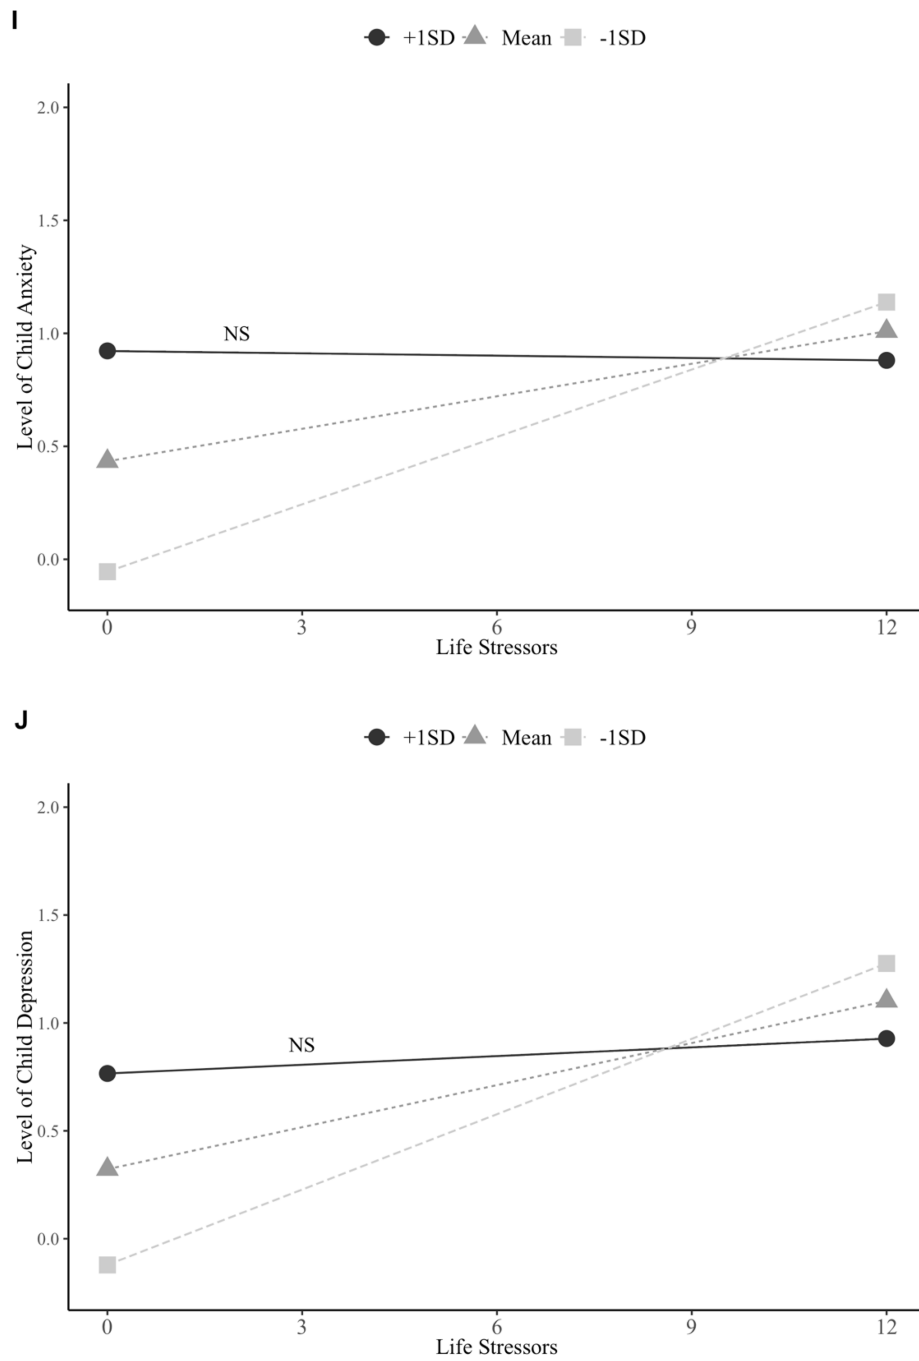 I
+1SD Mean -1SD
2.0
1.5
1.0
0.5
0.0
Level of Child Anxiety
NS
0 3 6 9 12
Life Stressors
J
+1SD Mean -1SD
2.0
1.5
1.0
0.5
0.0
Level of Child Depression
NS
0 3 6 9 12
Life Stressors